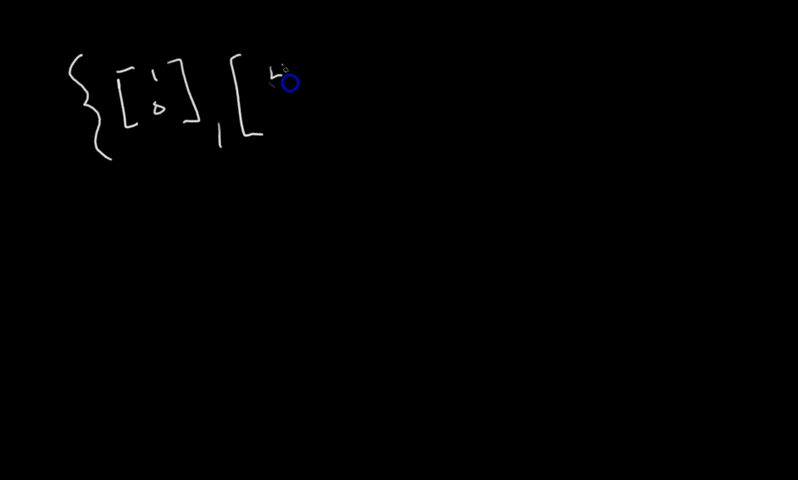 { [ 1 ] , [
0